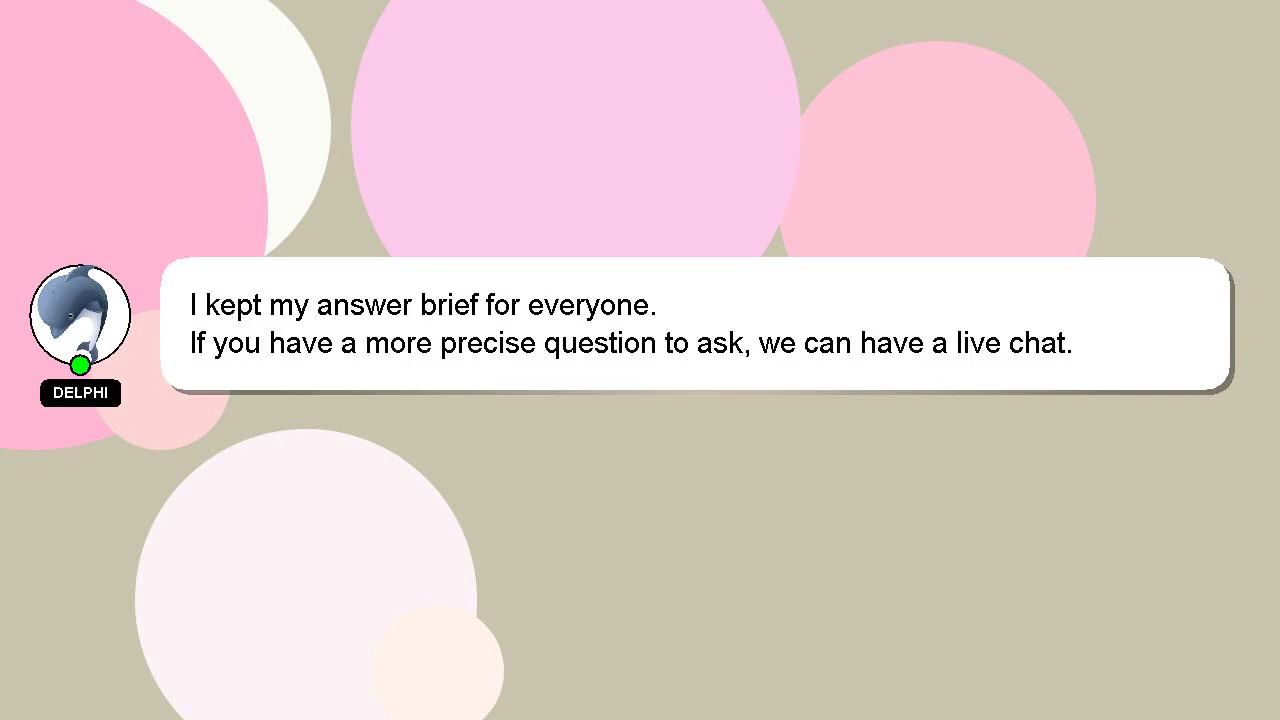 I kept my answer brief for everyone.
If you have a more precise question to ask, we can have a live chat.
DELPHI